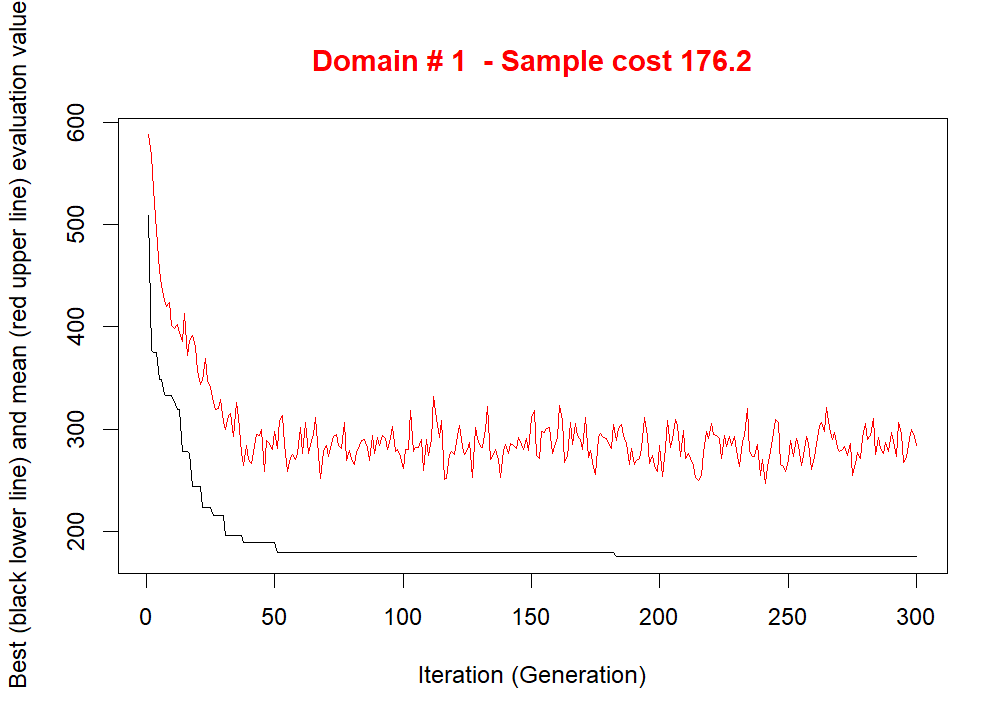 Domain # 1  - Sample cost 176.2
Best (black lower line) and mean (red upper line) evaluation value
600
500
400
300
200
0 50 100 150 200 250 300
Iteration (Generation)